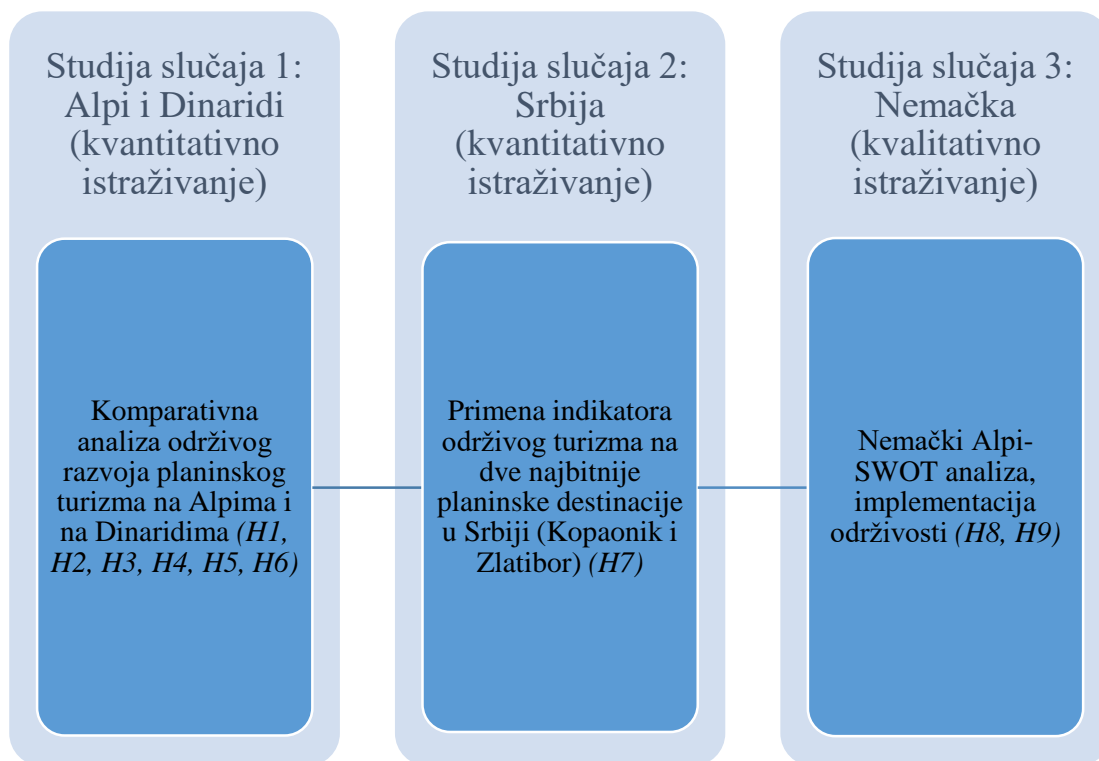 Studija slučaja 1:
Alpi i Dinaridi
(kvantitativno
istraživanje)
Komparativna
analiza održivog
razvoja planinskog
turizma na Alpima i
na Dinaridima (H1,
H2, H3, H4, H5, H6)
Studija slučaja 2:
Srbija
(kvantitativno
istraživanje)
Primena indikatora
održivog turizma na
dve najbitnije
planinske destinacije
u Srbiji (Kopaonik i
Zlatibor) (H7)
Studija slučaja 3:
Nemačka
(kvalitativno
istraživanje)
Nemački Alpi-
SWOT analiza,
implementacija
održivosti (H8, H9)